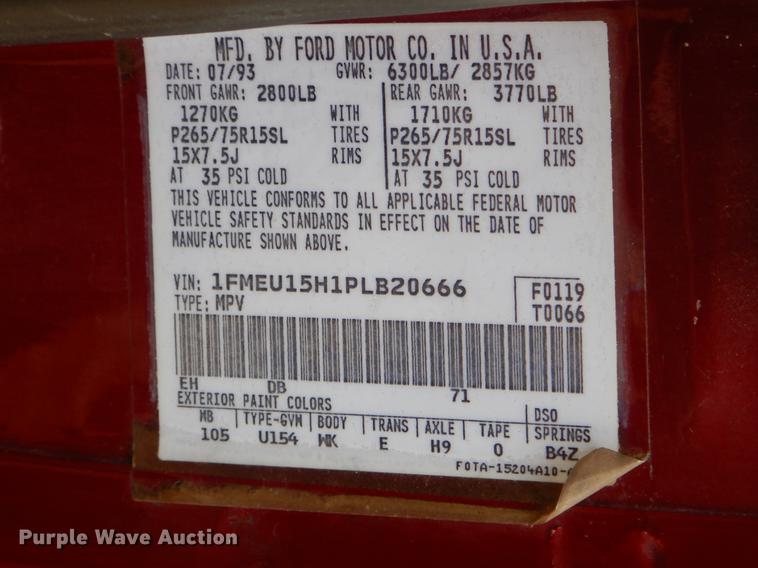 MFD. BY FORD MOTOR CO. IN U.S.A.
DATE: 07/93 GVWR: 6300LB/ 2857KG
FRONT GAWR: 2800LB REAR GAWR: 3770LB
1270KG WITH 1710KG WITH
P265/75R15SL TIRES P265/75R15SL TIRES
15X7.5J RIMS 15X7.5J RIMS
AT 35 PSI COLD AT 35 PSI COLD
THIS VEHICLE CONFORMS TO ALL APPLICABLE FEDERAL MOTOR
VEHICLE SAFETY STANDARDS IN EFFECT ON THE DATE OF
MANUFACTURE SHOWN ABOVE.
VIN: 1FMEU15H1PLB20666 F0119
TYPE: MPV T0066
EH DB 71
EXTERIOR PAINT COLORS DSO
MB TYPE-GVM BODY TRANS AXLE TAPE SPRINGS
105 U154 WK E H9 O B4Z
FOTA-15204A10-
Purple Wave Auction